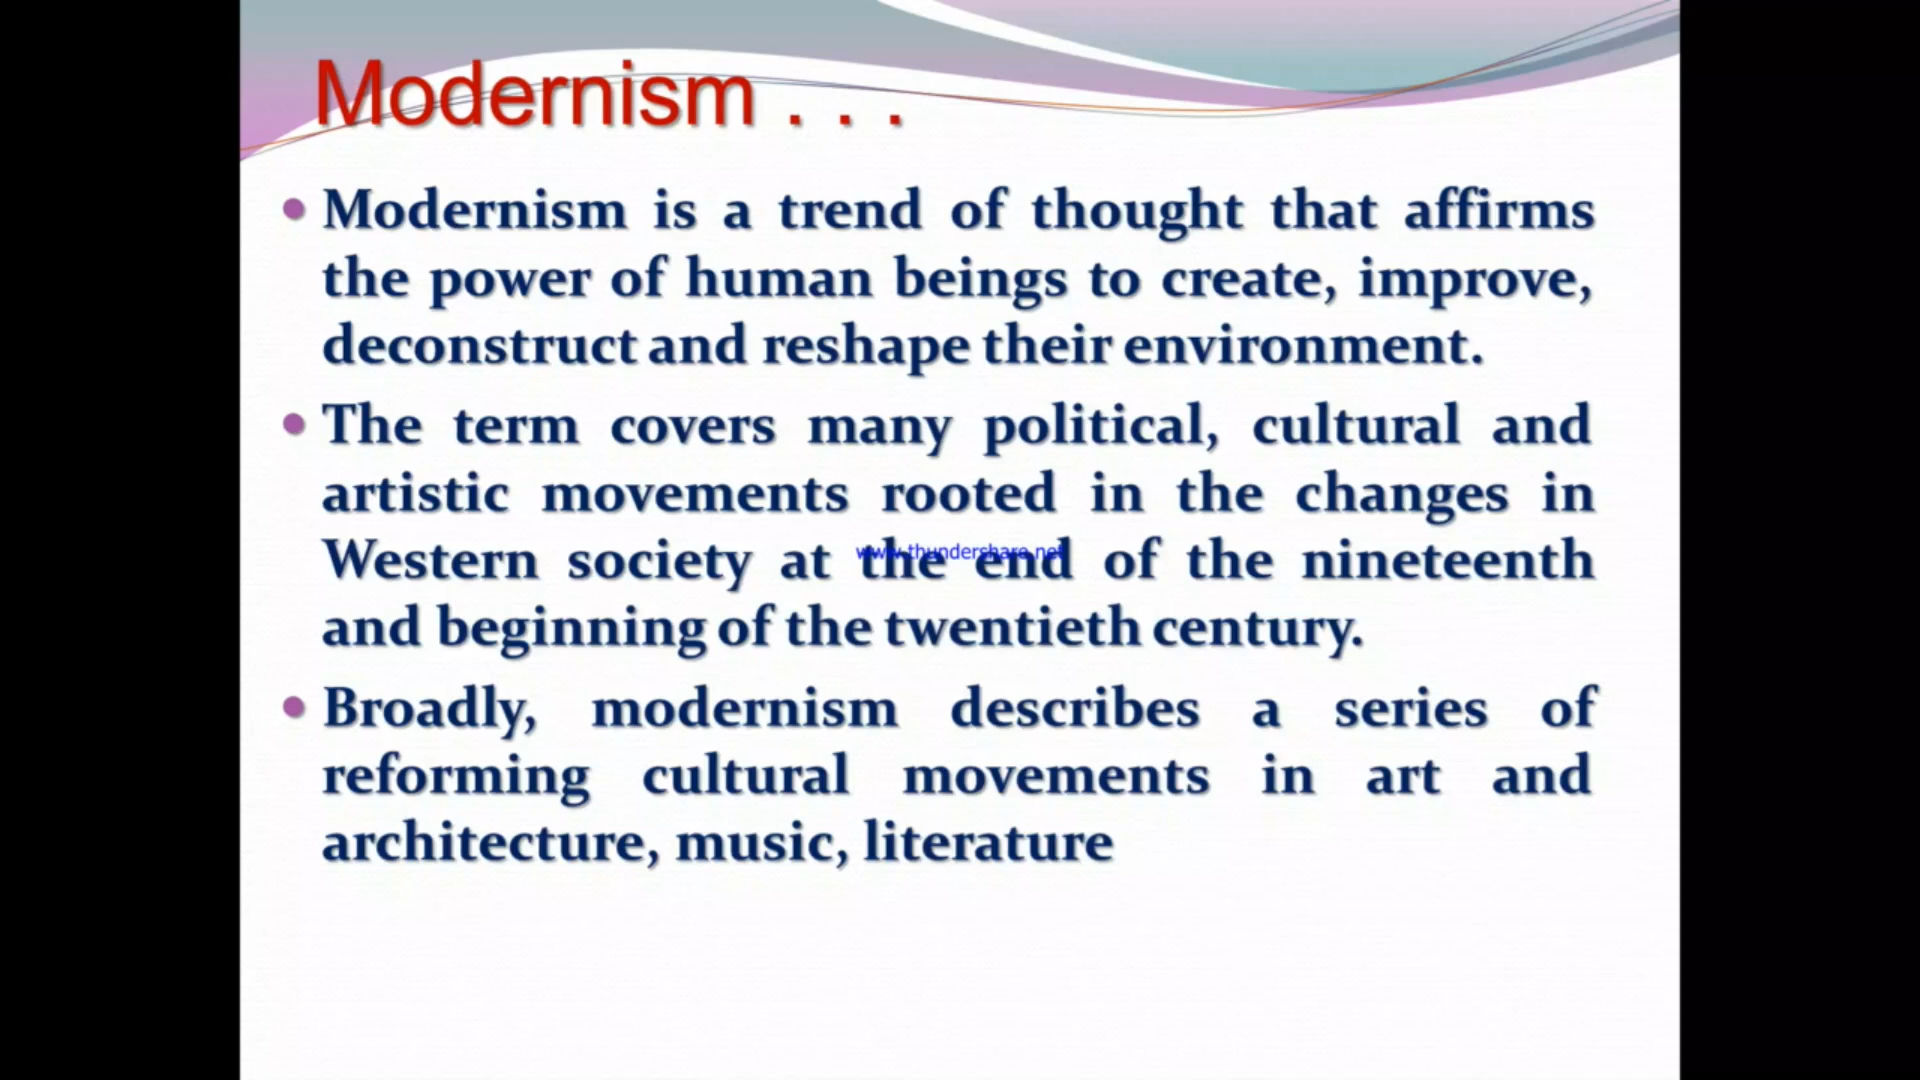 Modernism . . .
• Modernism is a trend of thought that affirms
the power of human beings to create, improve,
deconstruct and reshape their environment.
• The term covers many political, cultural and
artistic movements rooted in the changes in
Western society at the end of the nineteenth
www.thundershare.net
and beginning of the twentieth century.
• Broadly, modernism describes a series of
reforming cultural movements in art and
architecture, music, literature